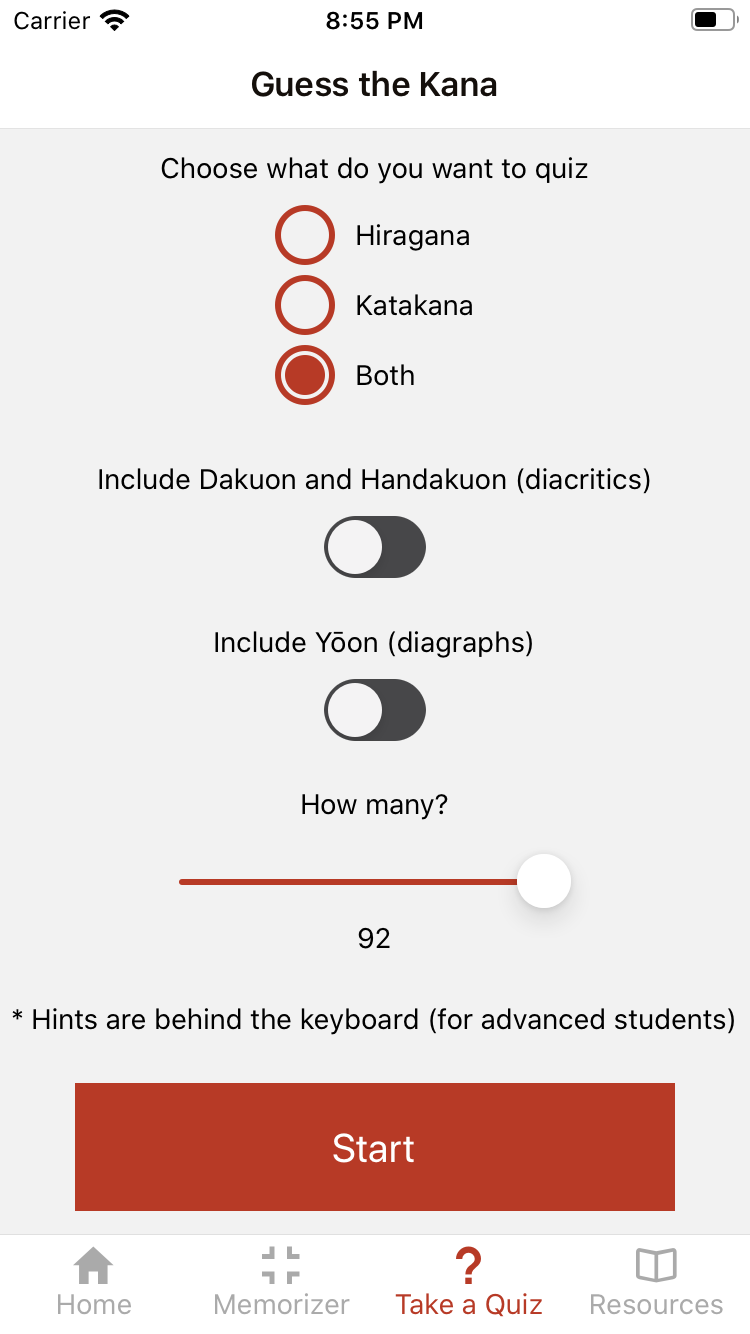 Carrier 8:55 PM
Guess the Kana
Choose what do you want to quiz
Hiragana
Katakana
Both
Include Dakuon and Handakuon (diacritics)
Include Yōon (diagraphs)
How many?
92
* Hints are behind the keyboard (for advanced students)
Start
Home Memorizer Take a Quiz Resources